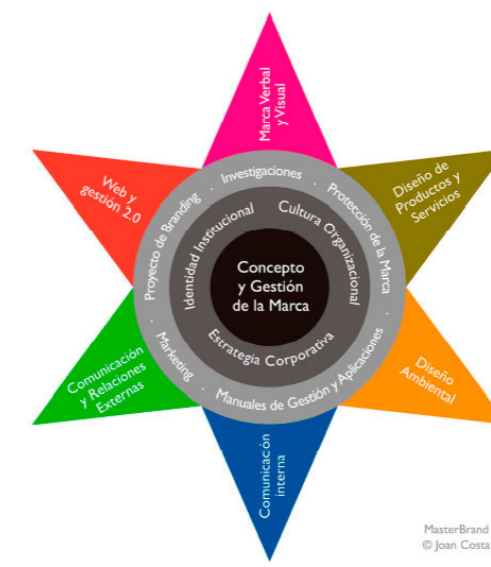 Marca Verbal
y Visual
Diseño de
Productos y
Servicios
Diseño
Ambiental
Comunicación
interna
Comunicación
y Relaciones
Externas
Web y
gestión 2.0
Proyecto de Branding · Investigaciones · Protección de la Marca ·
Manuales de Gestión y Aplicaciones · Marketing ·
Identidad Institucional
Cultura Organizacional
Estrategia Corporativa
Concepto
y Gestión
de la Marca
MasterBrand
© Joan Costa